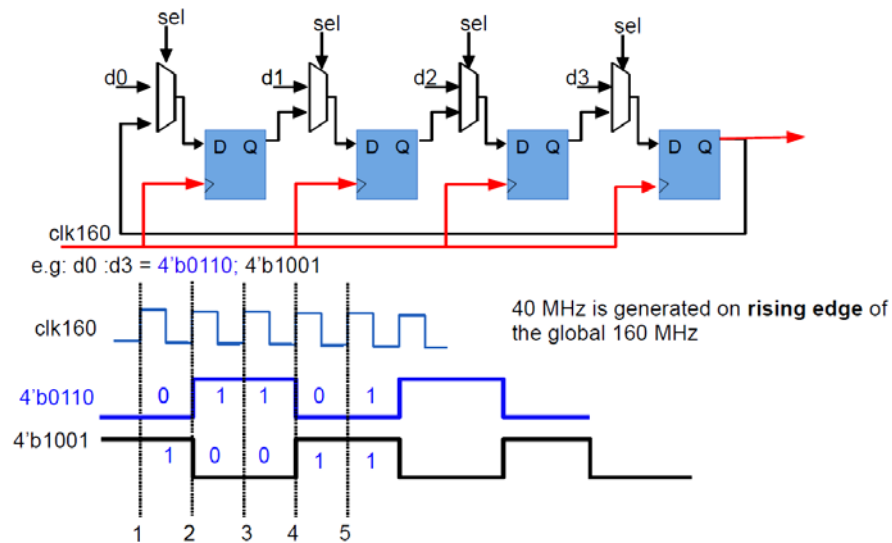 sel
sel
sel
sel
d0
d1
d2
d3
D Q
D Q
D Q
D Q
clk160
e.g: d0 :d3 = 4'b0110; 4'b1001
clk160
40 MHz is generated on rising edge of
the global 160 MHz
4'b0110
0 1 1 0 1
4'b1001
1 0 0 1 1
1 2 3 4 5